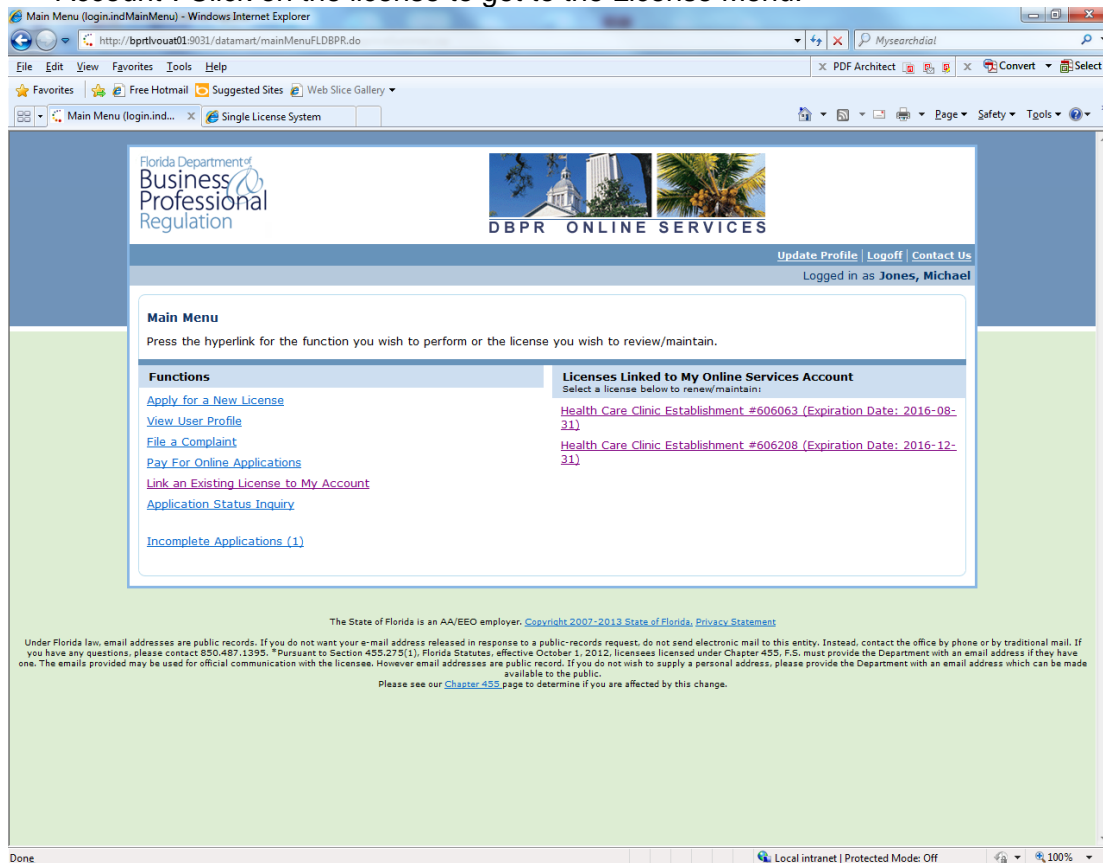 Account". Click on the license to get to the License menu.
Main Menu (login.indMainMenu) - Windows Internet Explorer
http://bprtlvouat01:9031/datamart/mainMenuFLDBPR.do
Mysearchdial
File Edit View Favorites Tools Help
x PDF Architect
x Convert Select
Favorites Free Hotmail Suggested Sites Web Slice Gallery
Main Menu (login.ind... x Single License System
Page Safety Tools
Florida Department of
Business
Professional
Regulation
DBPR ONLINE SERVICES
Update Profile | Logoff | Contact Us
Logged in as Jones, Michael
Main Menu
Press the hyperlink for the function you wish to perform or the license you wish to review/maintain.
Functions
Apply for a New License
View User Profile
File a Complaint
Pay For Online Applications
Link an Existing License to My Account
Application Status Inquiry
Incomplete Applications (1)
Licenses Linked to My Online Services Account
Select a license below to renew/maintain:
Health Care Clinic Establishment #606063 (Expiration Date: 2016-08-
31)
Health Care Clinic Establishment #606208 (Expiration Date: 2016-12-
31)
The State of Florida is an AA/EEO employer. Copyright 2007-2013 State of Florida. Privacy Statement
Under Florida law, email addresses are public records. If you do not want your e-mail address released in response to a public-records request, do not send electronic mail to this entity. Instead, contact the office by phone or by traditional mail. If
you have any questions, please contact 850.487.1395. *Pursuant to Section 455.275(1), Florida Statutes, effective October 1, 2012, licensees licensed under Chapter 455, F.S. must provide the Department with an email address if they have
one. The emails provided may be used for official communication with the licensee. However email addresses are public record. If you do not wish to supply a personal address, please provide the Department with an email address which can be made
available to the public.
Please see our Chapter 455 page to determine if you are affected by this change.
Done
Local intranet | Protected Mode: Off
100%